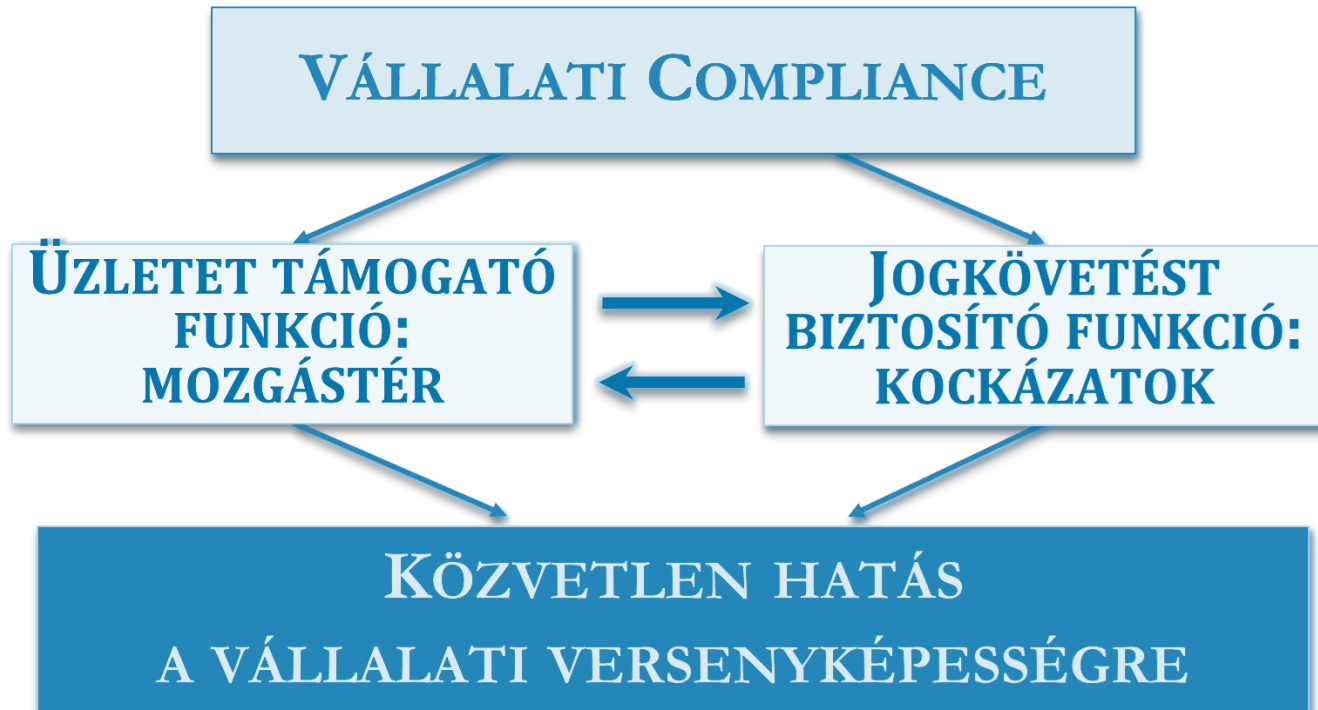 VÁLLALATI COMPLIANCE
ÜZLETET TÁMOGATÓ
FUNKCIÓ:
MOZGÁSTÉR
JOGKÖVETÉST
BIZTOSÍTÓ FUNKCIÓ:
KOCKÁZATOK
KÖZVETLEN HATÁS
A VÁLLALATI VERSENYKÉPESSÉGRE